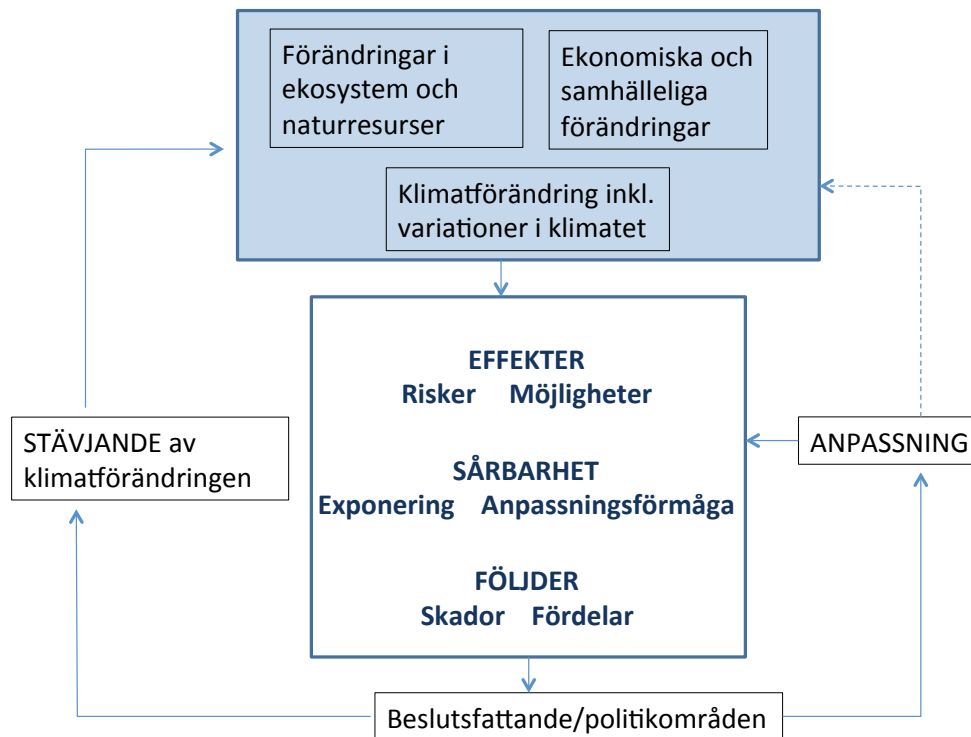 Förändringar i
ekosystem och
naturresurser
Ekonomiska och
samhälleliga
förändringar
Klimatförändring inkl.
variationer i klimatet
EFFEKTER
Risker Möjligheter
SÅRBARHET
Exponering Anpassningsförmåga
FÖLJDER
Skador Fördelar
STÄVJANDE av
klimatförändringen
ANPASSNING
Beslutsfattande/politikområden